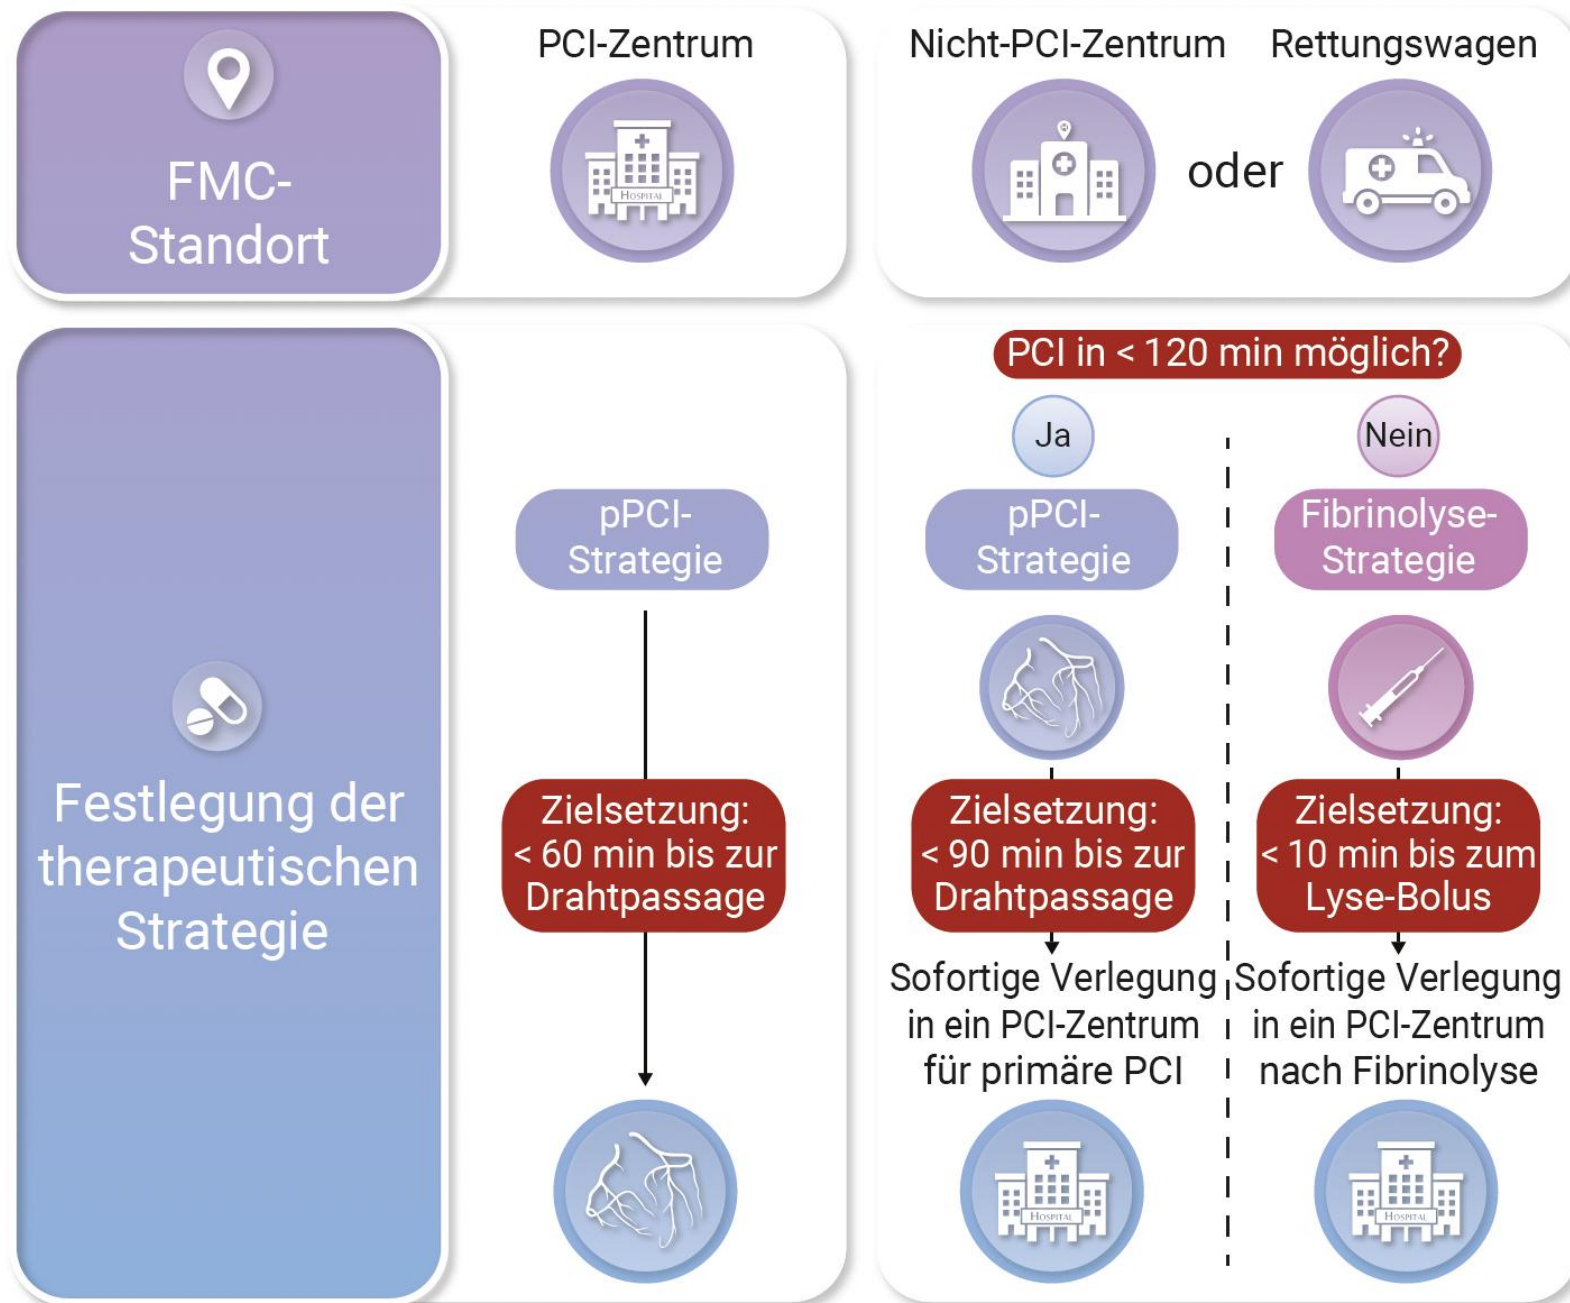 FMC-
Standort
PCI-Zentrum
HOSPITAL
Nicht-PCI-Zentrum
oder
Rettungswagen
Festlegung der
therapeutischen
Strategie
pPCI-
Strategie
Zielsetzung:
< 60 min bis zur
Drahtpassage
PCI in < 120 min möglich?
Ja
pPCI-
Strategie
Zielsetzung:
< 90 min bis zur
Drahtpassage
Sofortige Verlegung
in ein PCI-Zentrum
für primäre PCI
HOSPITAL
Nein
Fibrinolyse-
Strategie
Zielsetzung:
< 10 min bis zum
Lyse-Bolus
Sofortige Verlegung
in ein PCI-Zentrum
nach Fibrinolyse
HOSPITAL